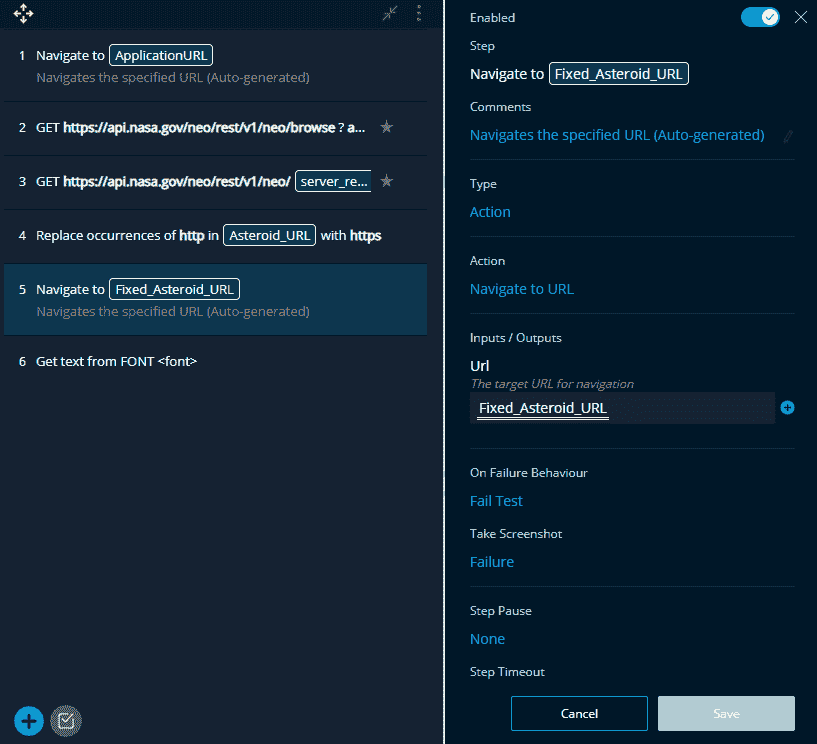 1 Navigate to ApplicationURL
Navigates the specified URL (Auto-generated)
2 GET https://api.nasa.gov/neo/rest/v1/neo/browse ? a...
3 GET https://api.nasa.gov/neo/rest/v1/neo/ server_re...
4 Replace occurrences of http in Asteroid_URL with https
5 Navigate to Fixed_Asteroid_URL
Navigates the specified URL (Auto-generated)
6 Get text from FONT <font>
Enabled
Step
Navigate to Fixed_Asteroid_URL
Comments
Navigates the specified URL (Auto-generated)
Type
Action
Action
Navigate to URL
Inputs / Outputs
Url
The target URL for navigation
Fixed_Asteroid_URL
On Failure Behaviour
Fail Test
Take Screenshot
Failure
Step Pause
None
Step Timeout
Cancel
Save